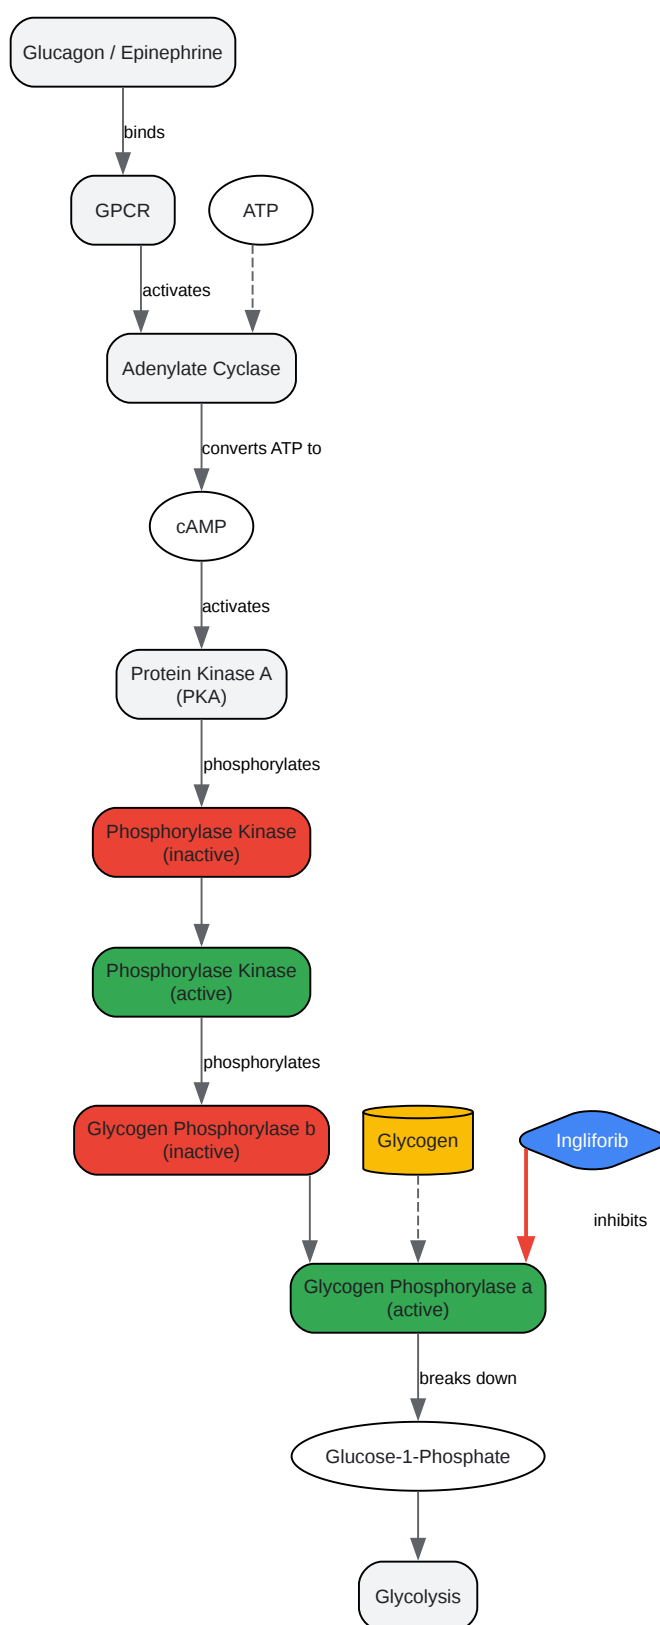 Glucagon / Epinephrine
binds
GPCR
ATP
activates
Adenylate Cyclase
converts ATP to
cAMP
activates
Protein Kinase A
(PKA)
phosphorylates
Phosphorylase Kinase
(inactive)
Phosphorylase Kinase
(active)
phosphorylates
Glycogen Phosphorylase b
(inactive)
Glycogen
Ingliforib
inhibits
Glycogen Phosphorylase a
(active)
breaks down
Glucose-1-Phosphate
Glycolysis